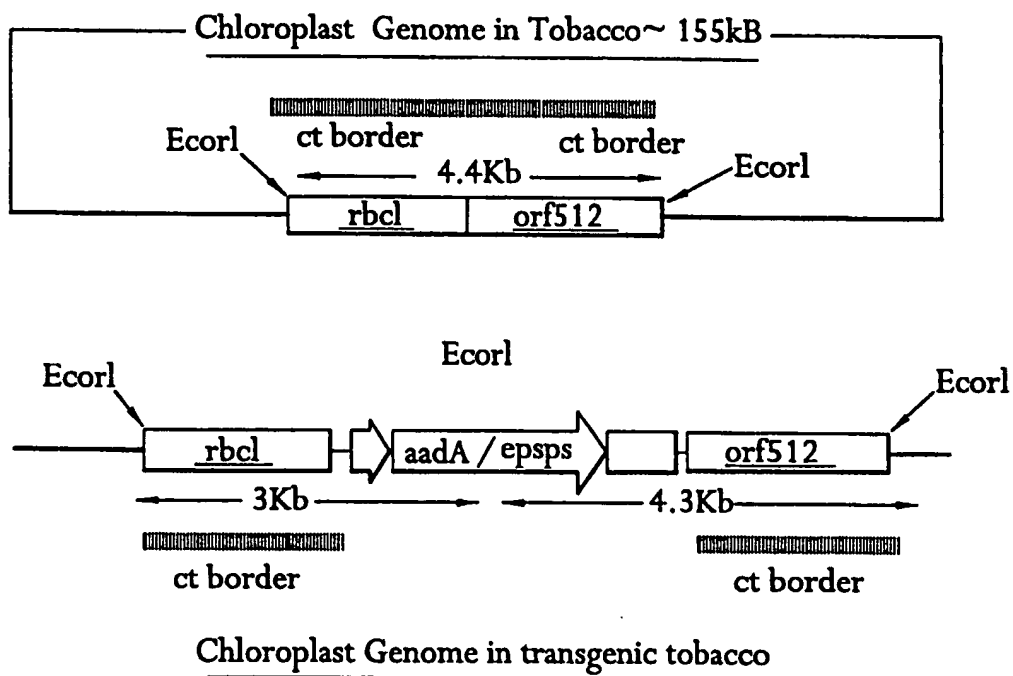 Chloroplast Genome in Tobacco~ 155kB
ct border
ct border
Ecorl
4.4Kb
Ecorl
rbcl
orf512
Ecorl
Ecorl
Ecorl
rbcl
aadA / epsps
orf512
3Kb
4.3Kb
ct border
ct border
Chloroplast Genome in transgenic tobacco